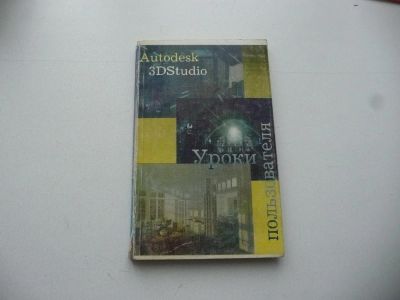 Autodesk
3DStudio
Уроки
пользователя